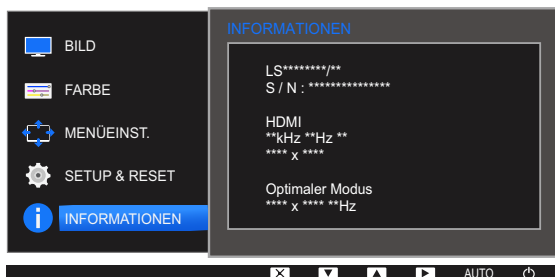 BILD
FARBE
MENÜEINST.
SETUP & RESET
INFORMATIONEN
INFORMATIONEN
LS********/**
S / N : ***************
HDMI
**kHz **Hz **
**** x ****
Optimaler Modus
**** x **** **Hz
AUTO